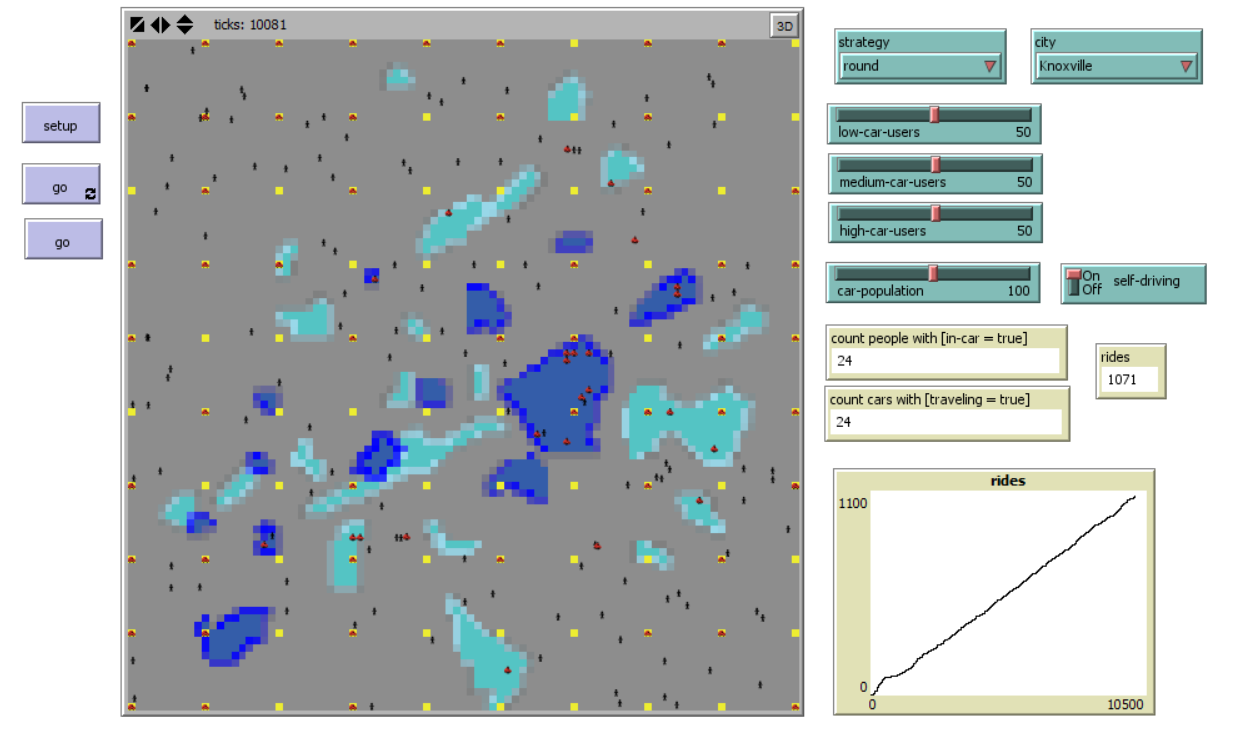 ticks: 10081
3D
setup
go
go
strategy
round
city
Knoxville
low-car-users 50
medium-car-users 50
high-car-users 50
car-population 100
On
Off
self-driving
count people with [in-car = true]
24
rides
1071
count cars with [traveling = true]
24
rides
1100
0
0 10500